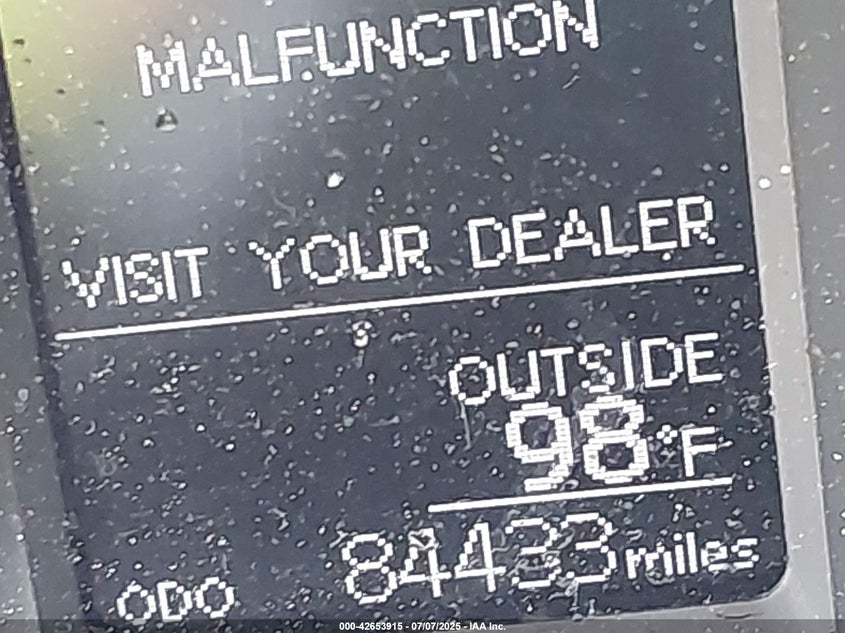 MALFUNCTION
VISIT YOUR DEALER
OUTSIDE
98°F
ODO 84433 miles
000-42653915 - 07/07/2025 - IAA Inc.